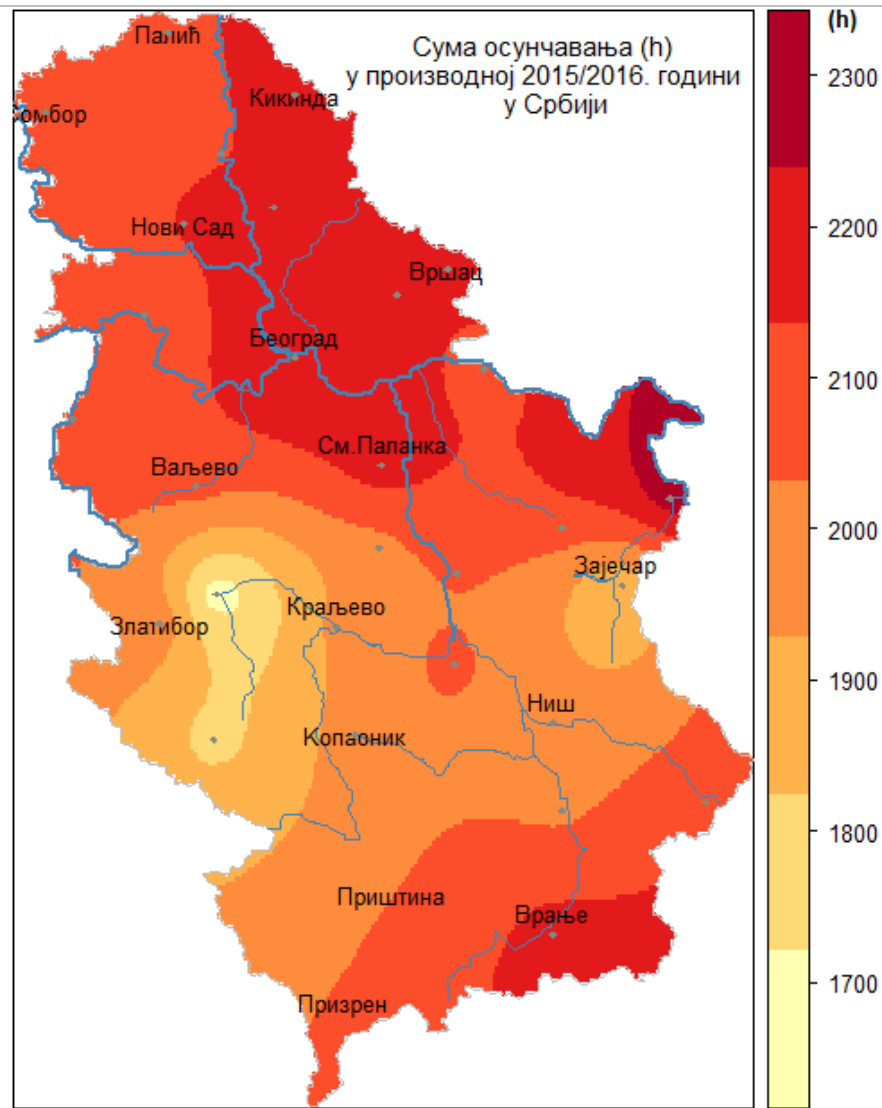 (h)
Сума осунчавања (h)
у производној 2015/2016. години
у Србији
Палић
Кикинда
Сомбор
Нови Сад
Вршац
Београд
См.Паланка
Ваљево
Зајечар
Краљево
Златибор
Ниш
Копаоник
Приштина
Врање
Призрен
2300
2200
2100
2000
1900
1800
1700